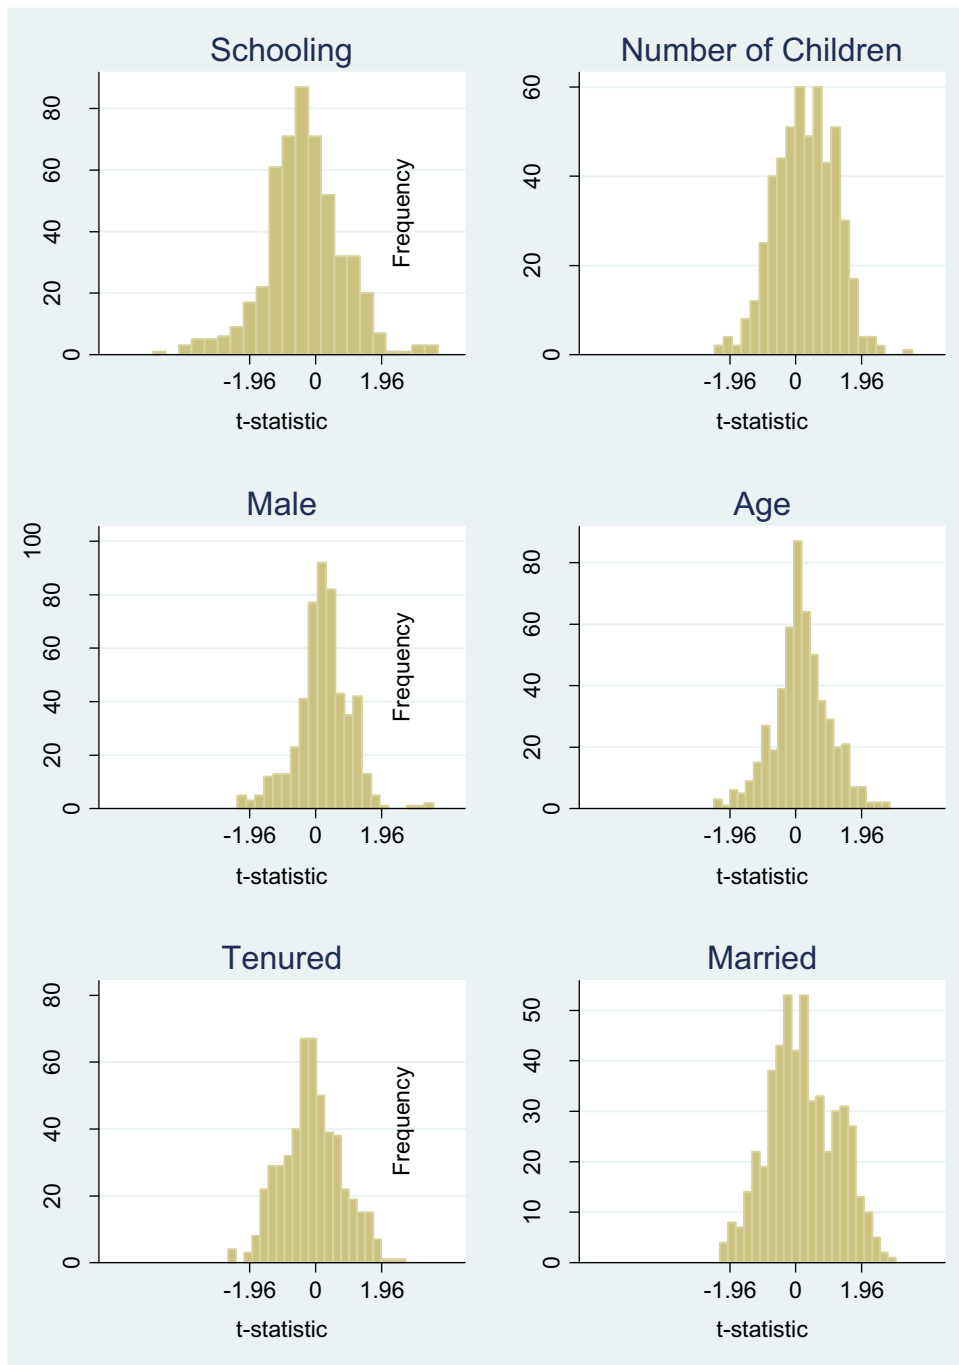 Schooling
80
60
40
20
0
-1.96 0 1.96
t-statistic
Number of Children
Frequency
60
40
20
0
-1.96 0 1.96
t-statistic
Male
100
80
60
40
20
0
-1.96 0 1.96
t-statistic
Age
Frequency
80
60
40
20
0
-1.96 0 1.96
t-statistic
Tenured
80
60
40
20
0
-1.96 0 1.96
t-statistic
Married
Frequency
50
40
30
20
10
0
-1.96 0 1.96
t-statistic